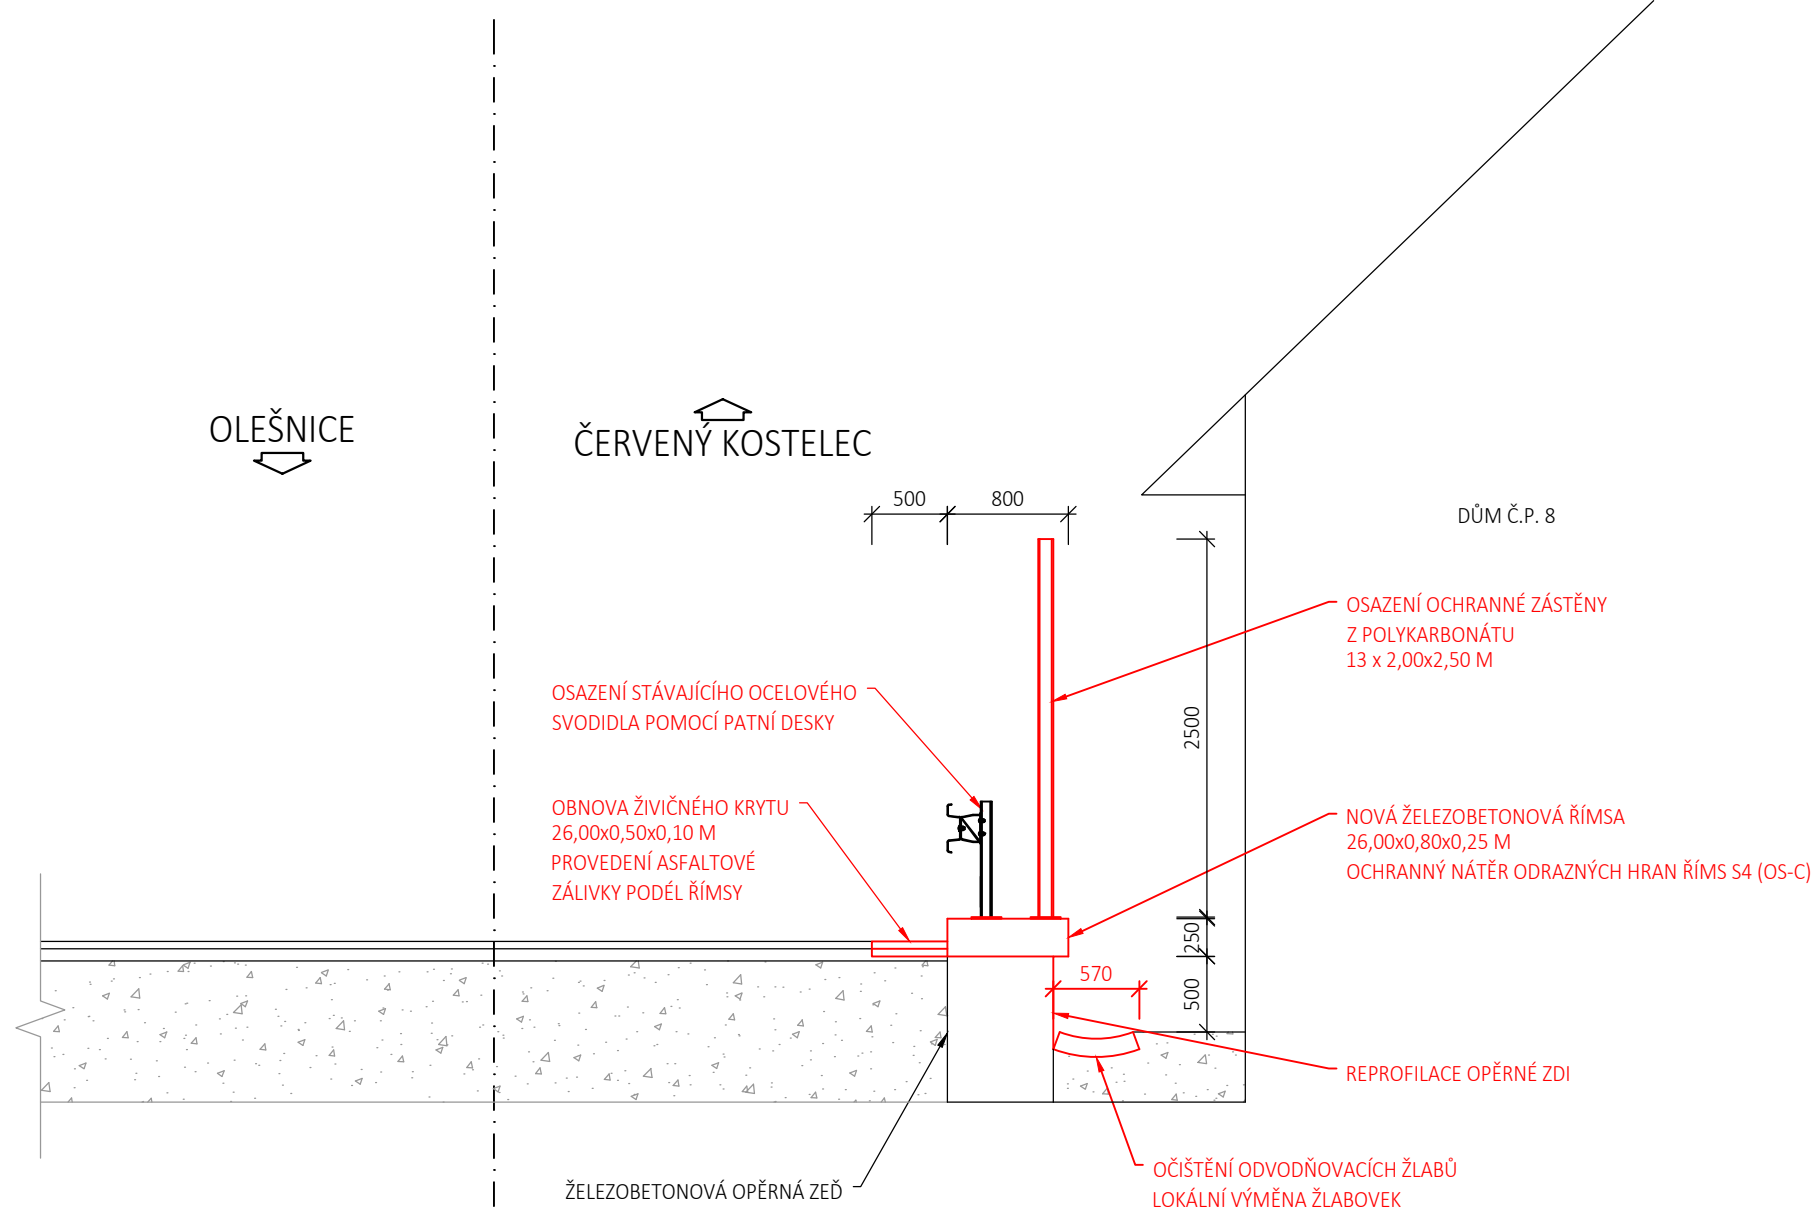 OLEŠNICE
ČERVENÝ KOSTELEC
500
800
DŮM Č.P. 8
OSAZENÍ OCHRANNÉ ZÁSTĚNY
Z POLYKARBONÁTU
13 x 2,00x2,50 M
OSAZENÍ STÁVAJÍCÍHO OCELOVÉHO
SVODIDLA POMOCÍ PATNÍ DESKY
2500
OBNOVA ŽIVIČNÉHO KRYTU
26,00x0,50x0,10 M
PROVEDENÍ ASFALTOVÉ
ZÁLIVKY PODÉL ŘÍMSY
NOVÁ ŽELEZOBETONOVÁ ŘÍMSA
26,00x0,80x0,25 M
OCHRANNÝ NÁTĚR ODRAZNÝCH HRAN ŘÍMS S4 (OS-C)
250
570
500
REPROFILACE OPĚRNÉ ZDI
ŽELEZOBETONOVÁ OPĚRNÁ ZEĎ
OČIŠTĚNÍ ODVODŇOVACÍCH ŽLABŮ
LOKÁLNÍ VÝMĚNA ŽLABOVEK